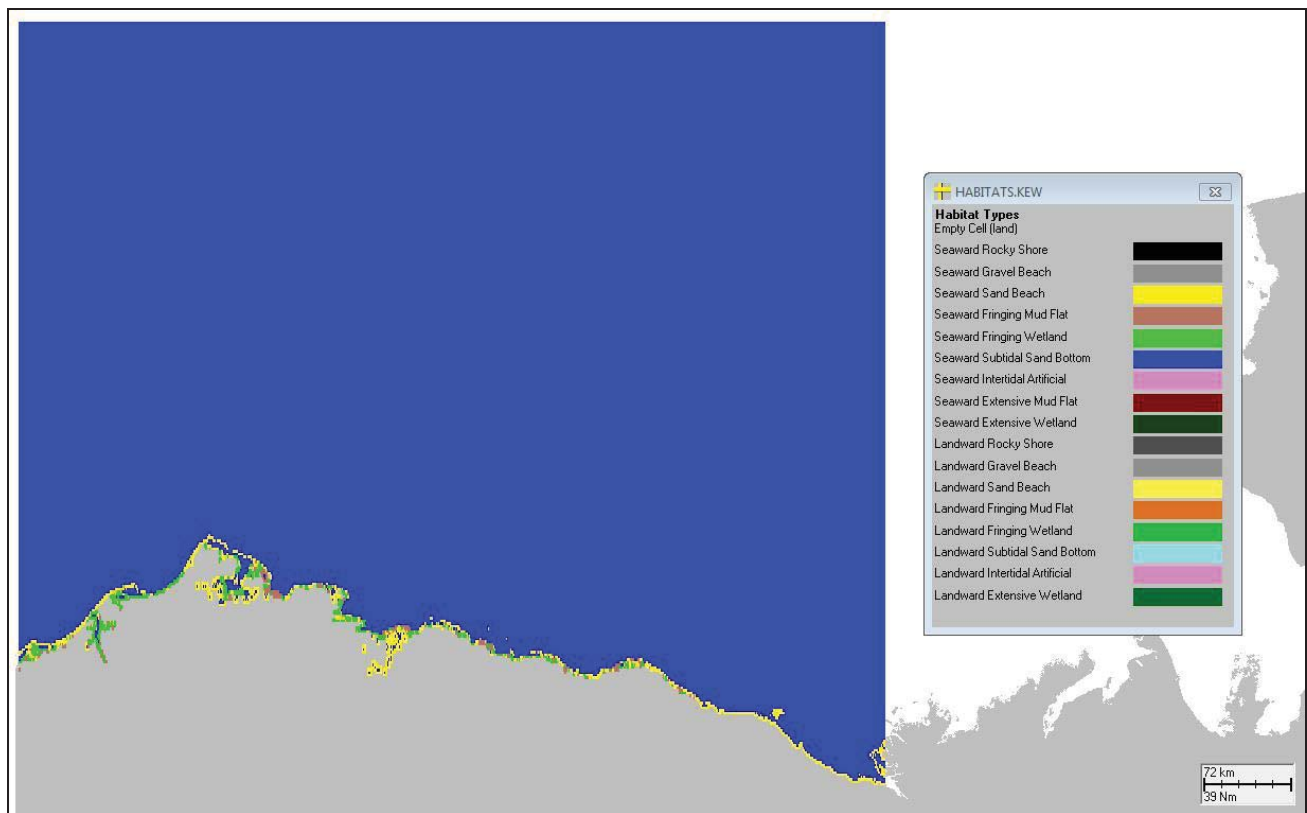 HABITATS.KEW
Habitat Types
Empty Cell (land)
Seaward Rocky Shore
Seaward Gravel Beach
Seaward Sand Beach
Seaward Fringing Mud Flat
Seaward Fringing Wetland
Seaward Subtidal Sand Bottom
Seaward Intertidal Artificial
Seaward Extensive Mud Flat
Seaward Extensive Wetland
Landward Rocky Shore
Landward Gravel Beach
Landward Sand Beach
Landward Fringing Mud Flat
Landward Fringing Wetland
Landward Subtidal Sand Bottom
Landward Intertidal Artificial
Landward Extensive Wetland
72 km
39 Nm